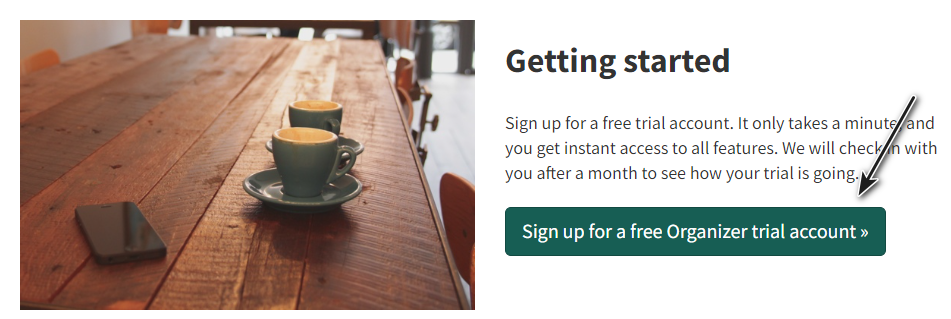 Getting started
Sign up for a free trial account. It only takes a minute and
you get instant access to all features. We will check in with
you after a month to see how your trial is going.
Sign up for a free Organizer trial account »